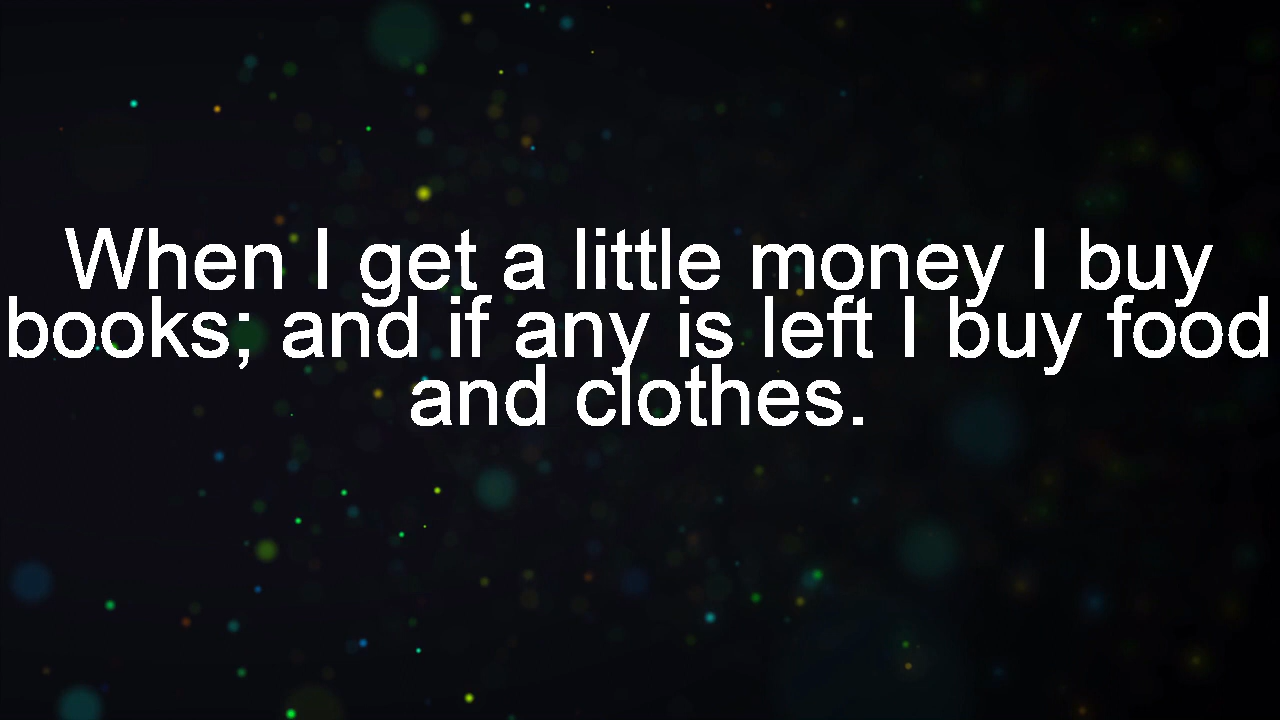 When I get a little money I buy
books; and if any is left I buy food
and clothes.